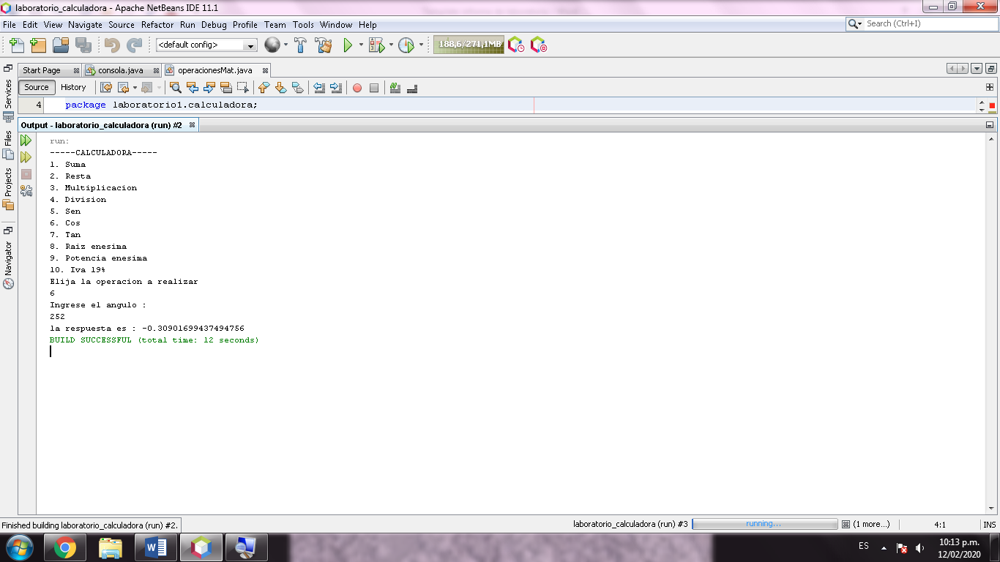 laboratorio_calculadora - Apache NetBeans IDE 11.1
File Edit View Navigate Source Refactor Run Debug Profile Team Tools Window Help
Search (Ctrl+I)
<default config>
188,6/271,1MB
Start Page
consola.java
operacionesMat.java
Source History
4 package laboratorio1.calculadora;
Services
Files
Projects
Navigator
Output - laboratorio_calculadora (run) #2
run:
-----CALCULADORA-----
1. Suma
2. Resta
3. Multiplicacion
4. Division
5. Sen
6. Cos
7. Tan
8. Raiz enesima
9. Potencia enesima
10. Iva 19%
Elija la operacion a realizar
6
Ingrese el angulo :
252
la respuesta es : -0.30901699437494756
BUILD SUCCESSFUL (total time: 12 seconds)
Finished building laboratorio_calculadora (run) #2.
laboratorio_calculadora (run) #3
running...
(1 more...)
4:1
INS
ES
10:13 p.m.
12/02/2020